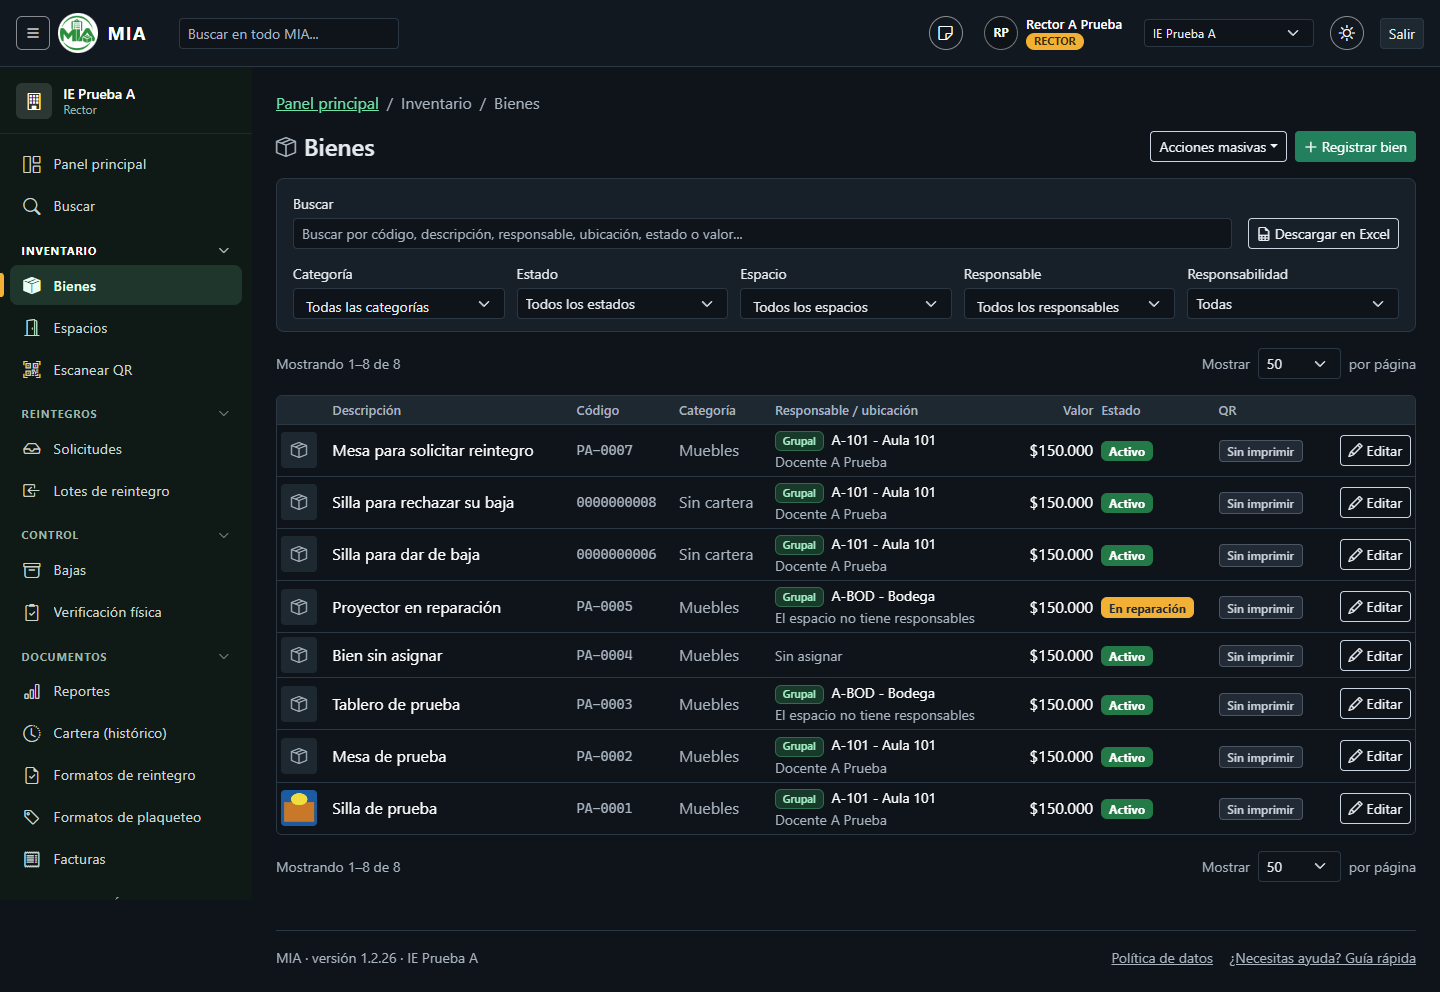 MIA
Buscar en todo MIA...
RP
Rector A Prueba
RECTOR
IE Prueba A
Salir
IE Prueba A
Rector
Panel principal
Buscar
INVENTARIO
Bienes
Espacios
Escanear QR
REINTEGROS
Solicitudes
Lotes de reintegro
CONTROL
Bajas
Verificación física
DOCUMENTOS
Reportes
Cartera (histórico)
Formatos de reintegro
Formatos de plaqueteo
Facturas
Panel principal / Inventario / Bienes
Bienes
Acciones masivas
+ Registrar bien
Buscar
Buscar por código, descripción, responsable, ubicación, estado o valor...
Descargar en Excel
Categoría Estado Espacio Responsable Responsabilidad
Todas las categorías Todos los estados Todos los espacios Todos los responsables Todas
Mostrando 1–8 de 8
Mostrar 50 por página
Descripción Código Categoría Responsable / ubicación Valor Estado QR
Mesa para solicitar reintegro PA-0007 Muebles Grupal A-101 - Aula 101 $150.000 Activo Sin imprimir Editar
Docente A Prueba
Silla para rechazar su baja 0000000008 Sin cartera Grupal A-101 - Aula 101 $150.000 Activo Sin imprimir Editar
Docente A Prueba
Silla para dar de baja 0000000006 Sin cartera Grupal A-101 - Aula 101 $150.000 Activo Sin imprimir Editar
Docente A Prueba
Proyector en reparación PA-0005 Muebles Grupal A-BOD - Bodega $150.000 En reparación Sin imprimir Editar
El espacio no tiene responsables
Bien sin asignar PA-0004 Muebles Sin asignar $150.000 Activo Sin imprimir Editar
Tablero de prueba PA-0003 Muebles Grupal A-BOD - Bodega $150.000 Activo Sin imprimir Editar
El espacio no tiene responsables
Mesa de prueba PA-0002 Muebles Grupal A-101 - Aula 101 $150.000 Activo Sin imprimir Editar
Docente A Prueba
Silla de prueba PA-0001 Muebles Grupal A-101 - Aula 101 $150.000 Activo Sin imprimir Editar
Docente A Prueba
Mostrando 1–8 de 8
Mostrar 50 por página
MIA · versión 1.2.26 · IE Prueba A
Política de datos
¿Necesitas ayuda? Guía rápida